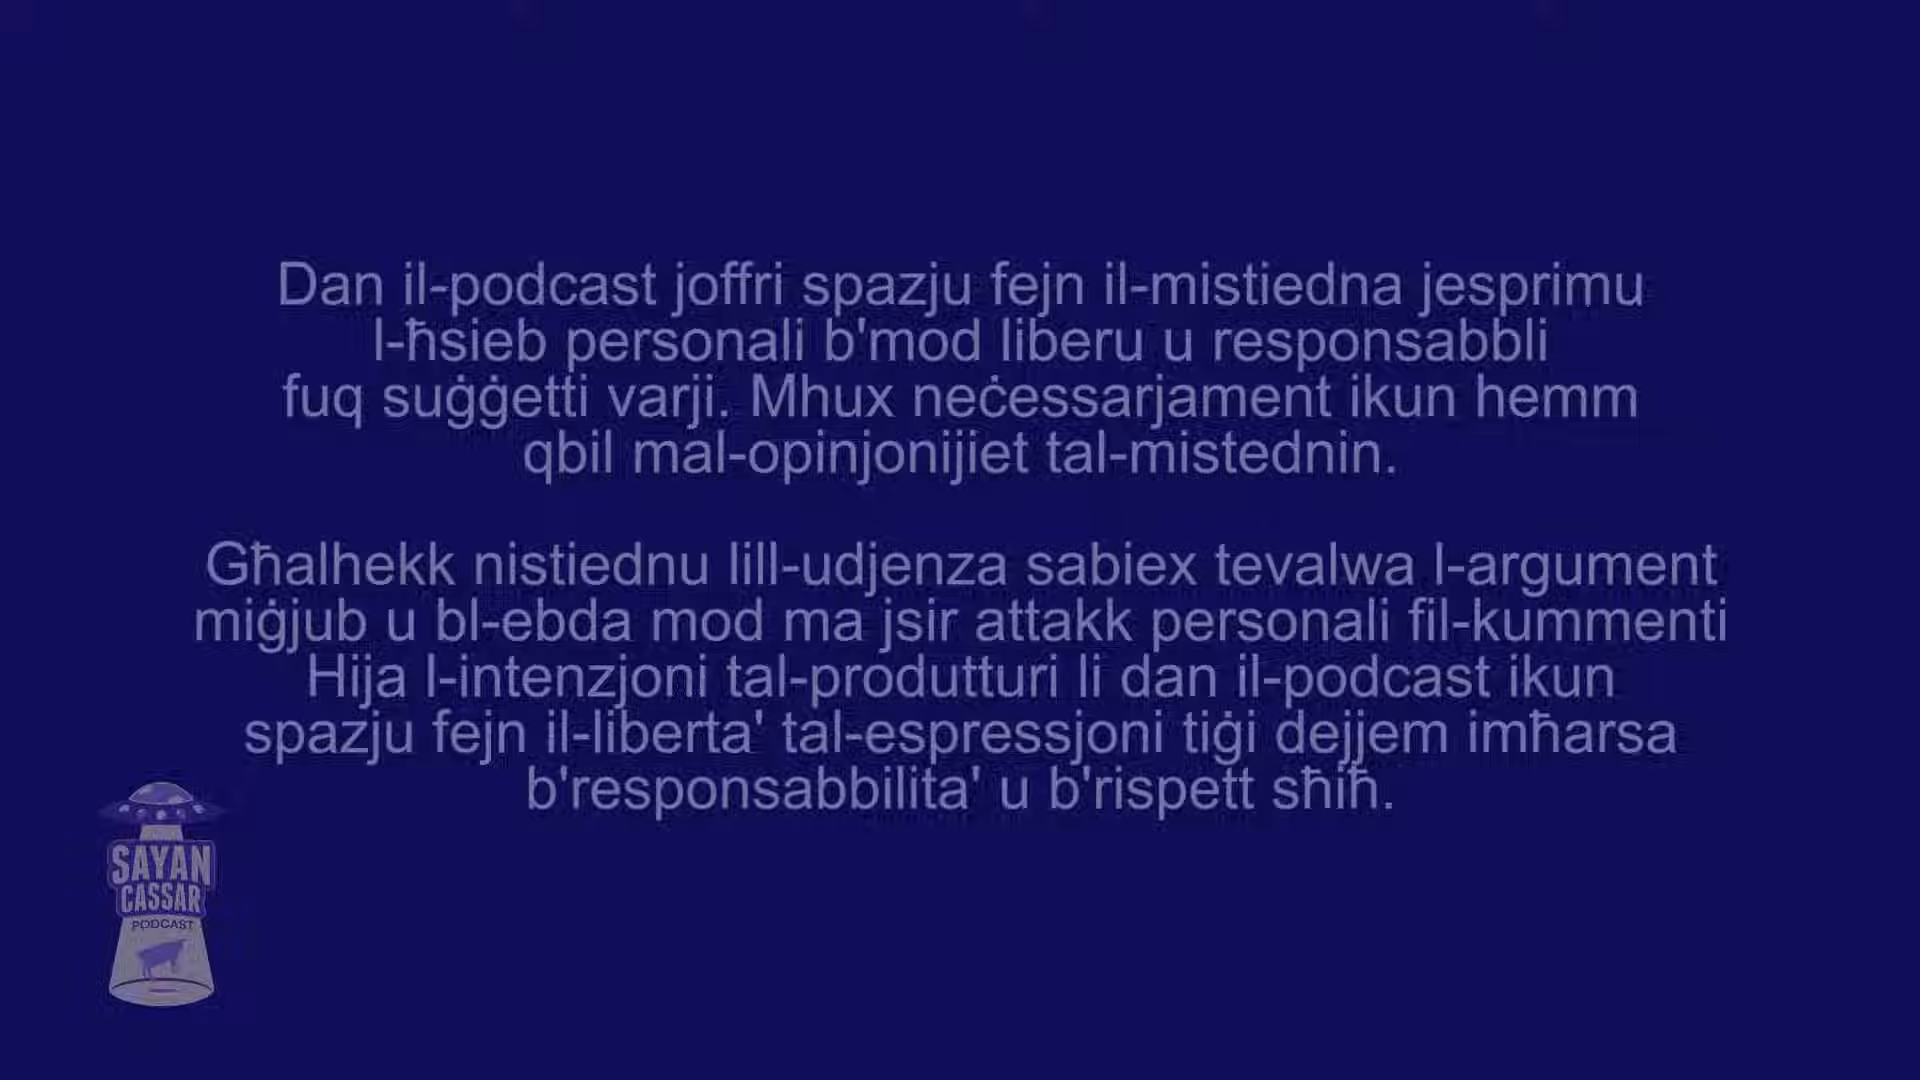 Dan il-podcast joffri spazju fejn il-mistiedna jesprimu
l-ħsieb personali b'mod liberu u responsabbli
fuq suġġetti varji. Mhux neċessarjament ikun hemm
qbil mal-opinjonijiet tal-mistednin.
Għalhekk nistiednu lill-udjenza sabiex tevalwa l-argument
miġjub u bl-ebda mod ma jsir attakk personali fil-kummenti
Hija l-intenzjoni tal-produtturi li dan il-podcast ikun
spazju fejn il-liberta' tal-espressjoni tiġi dejjem imħarsa
b'responsabbilita' u b'rispett sħiħ.
SAYAN
CASSAR
PODCAST